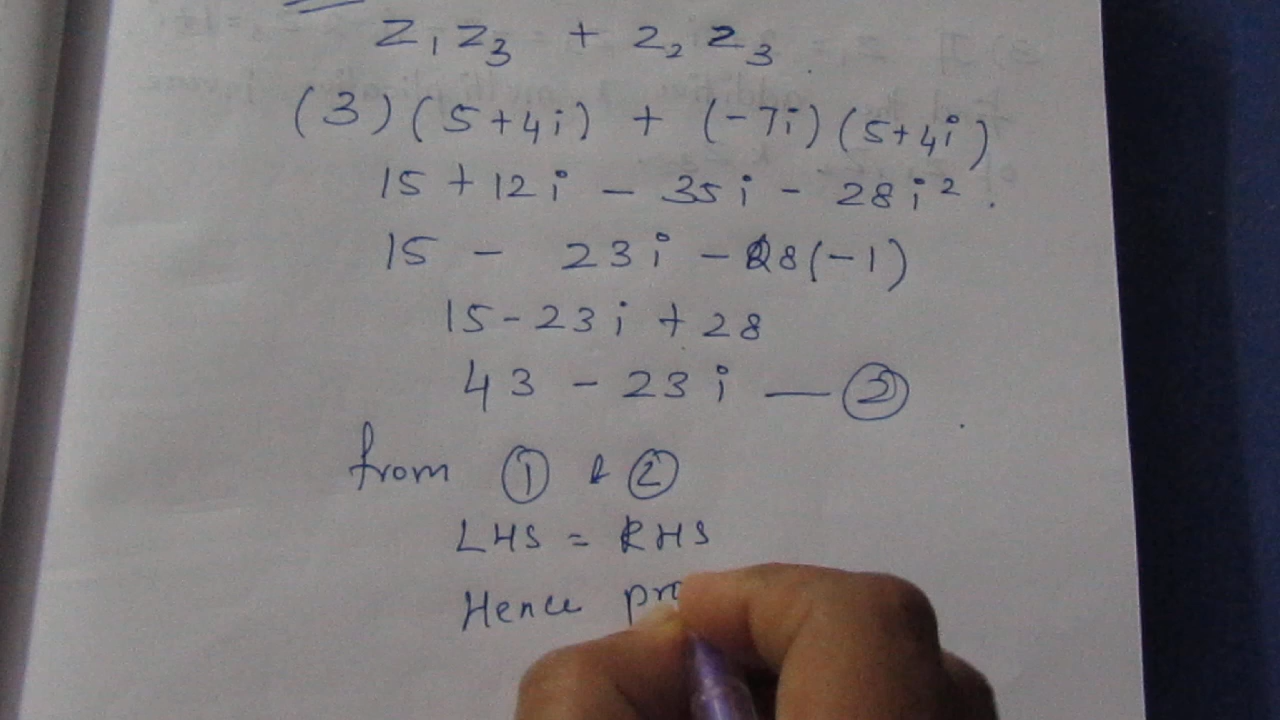 Z₁Z₃ + Z₂Z₃
(3)(5+4i) + (-7i)(5+4i)
15 + 12i - 35i - 28i².
15 - 23i - 28(-1)
15-23i + 28
43 - 23i — ②
from ① & ②
LHS = RHS
Hence pro